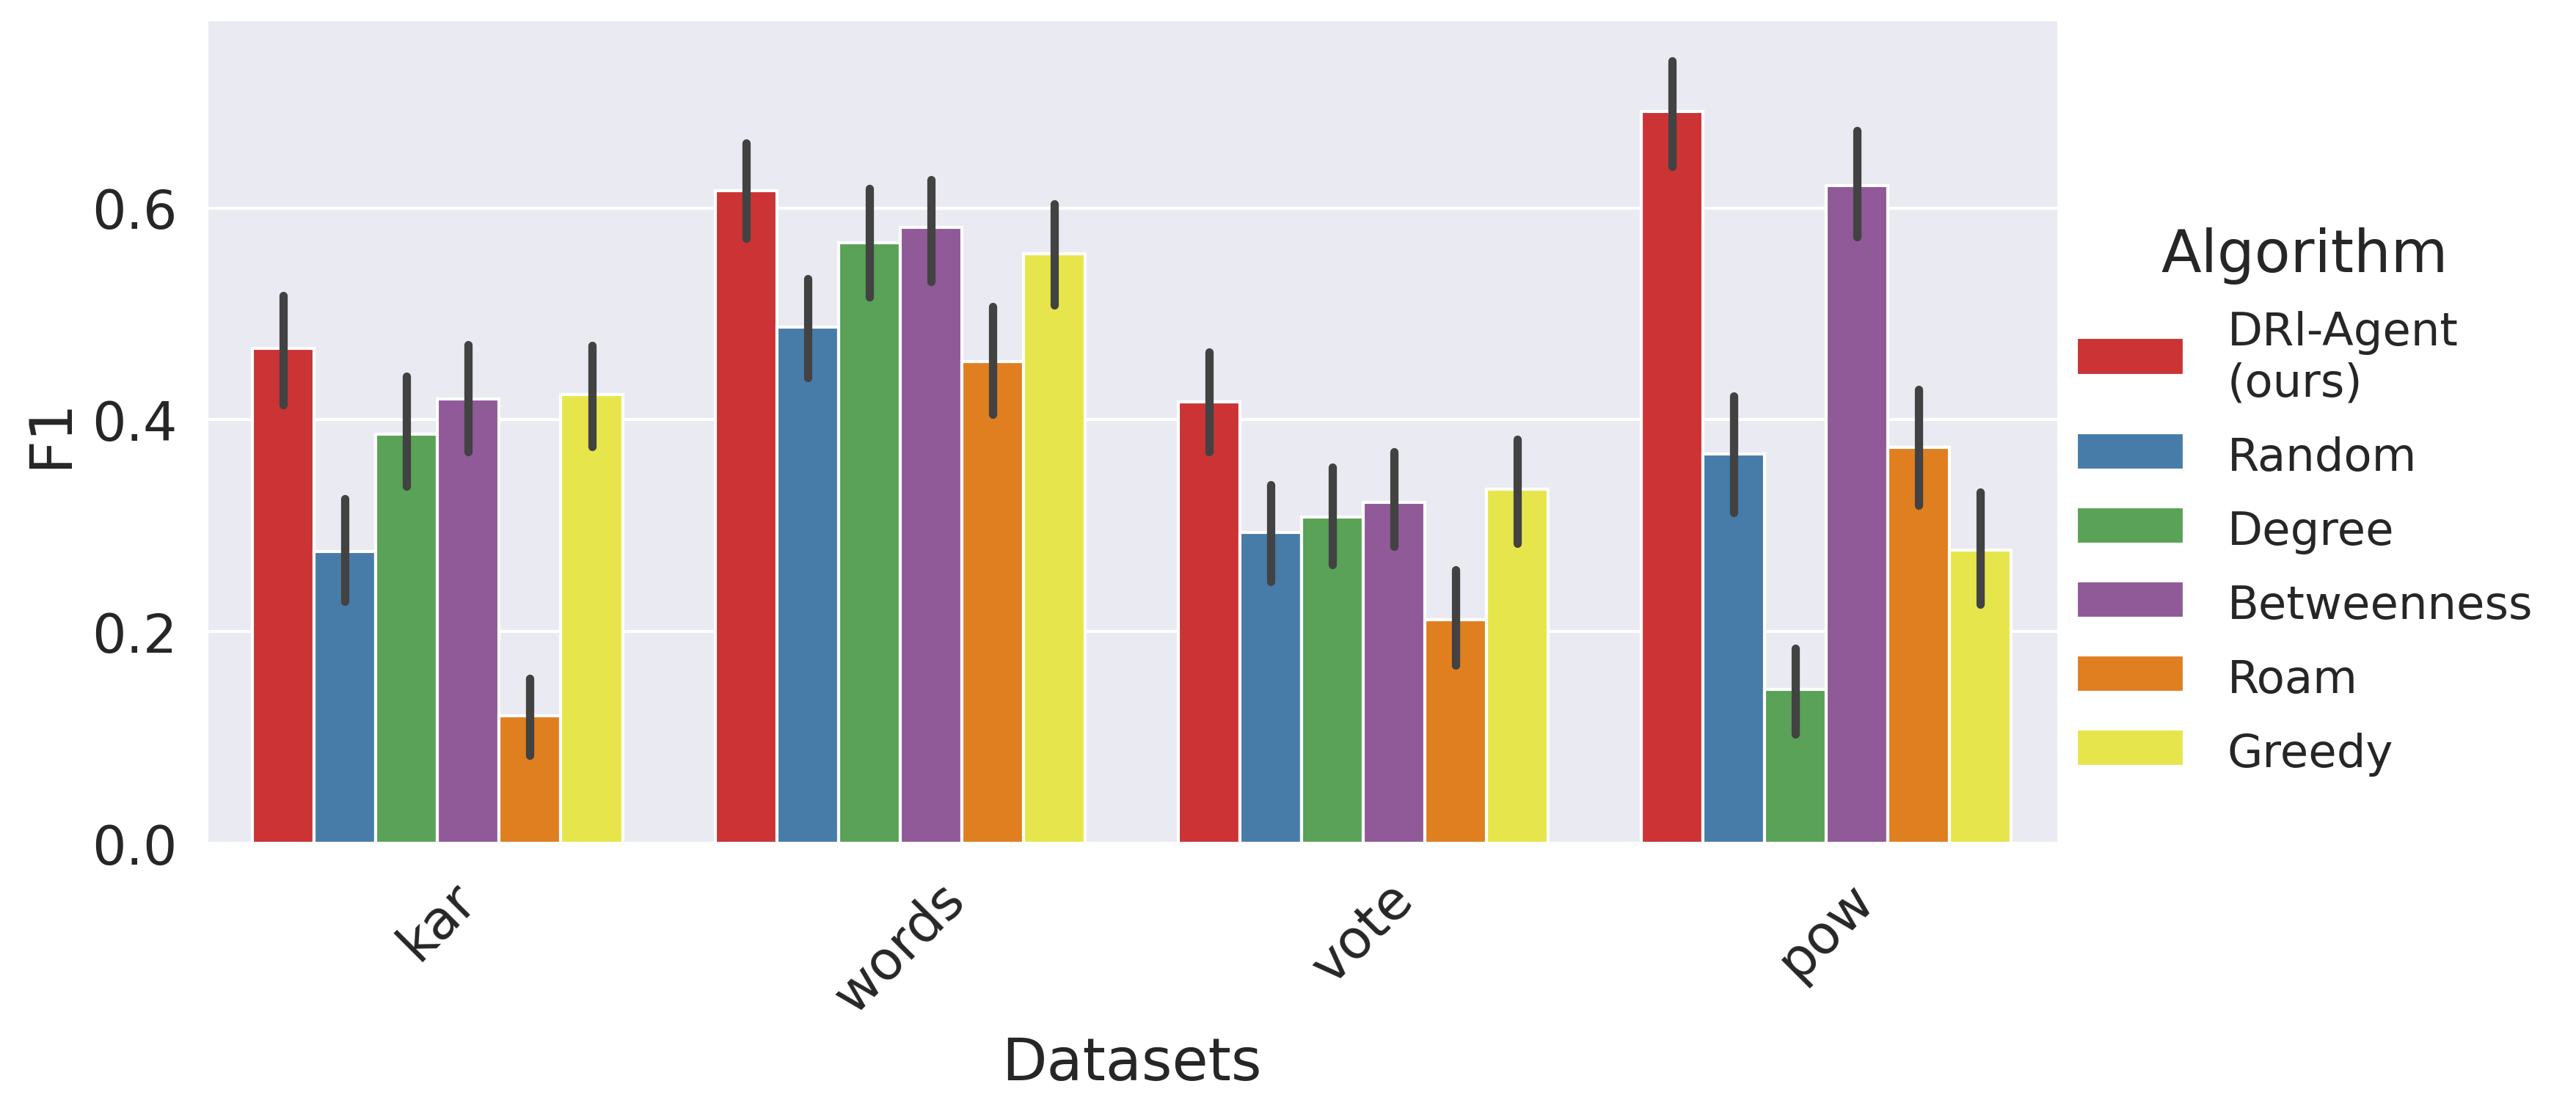 F1
0.6
0.4
0.2
0.0
kar
words
vote
pow
Datasets
Algorithm
DRI-Agent
(ours)
Random
Degree
Betweenness
Roam
Greedy